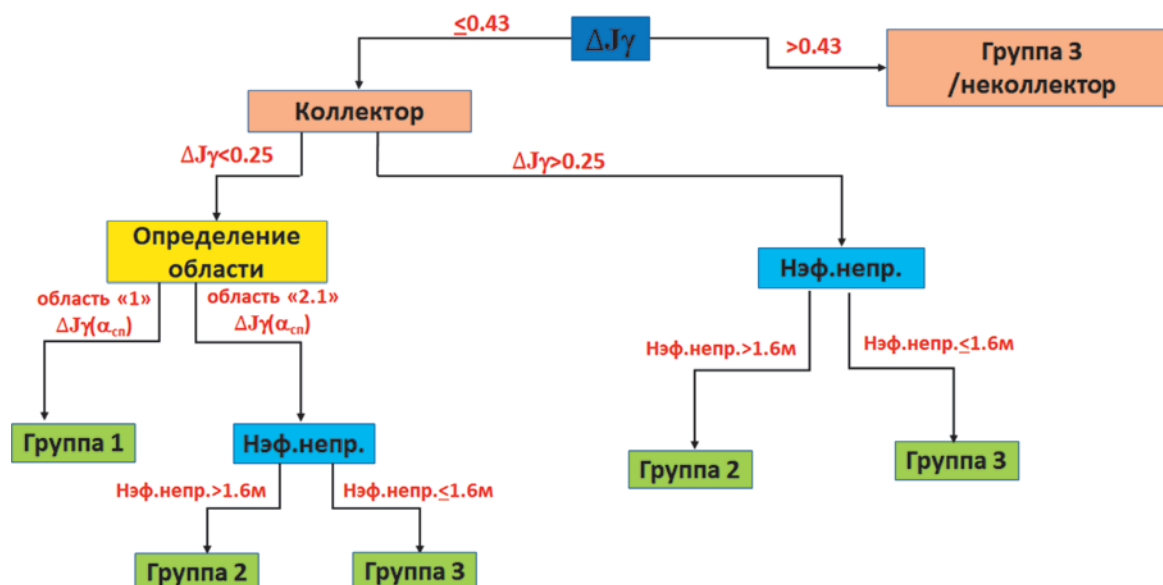 ≤0.43
ΔJγ
>0.43
Группа 3
/неколлектор
Коллектор
ΔJγ<0.25
ΔJγ>0.25
Определение
области
Нэф.непр.
область «1»
ΔJγ(αсп)
область «2.1»
ΔJγ(αсп)
Нэф.непр.>1.6м
Нэф.непр.≤1.6м
Группа 1
Нэф.непр.
Группа 2
Группа 3
Нэф.непр.>1.6м
Нэф.непр.≤1.6м
Группа 2
Группа 3